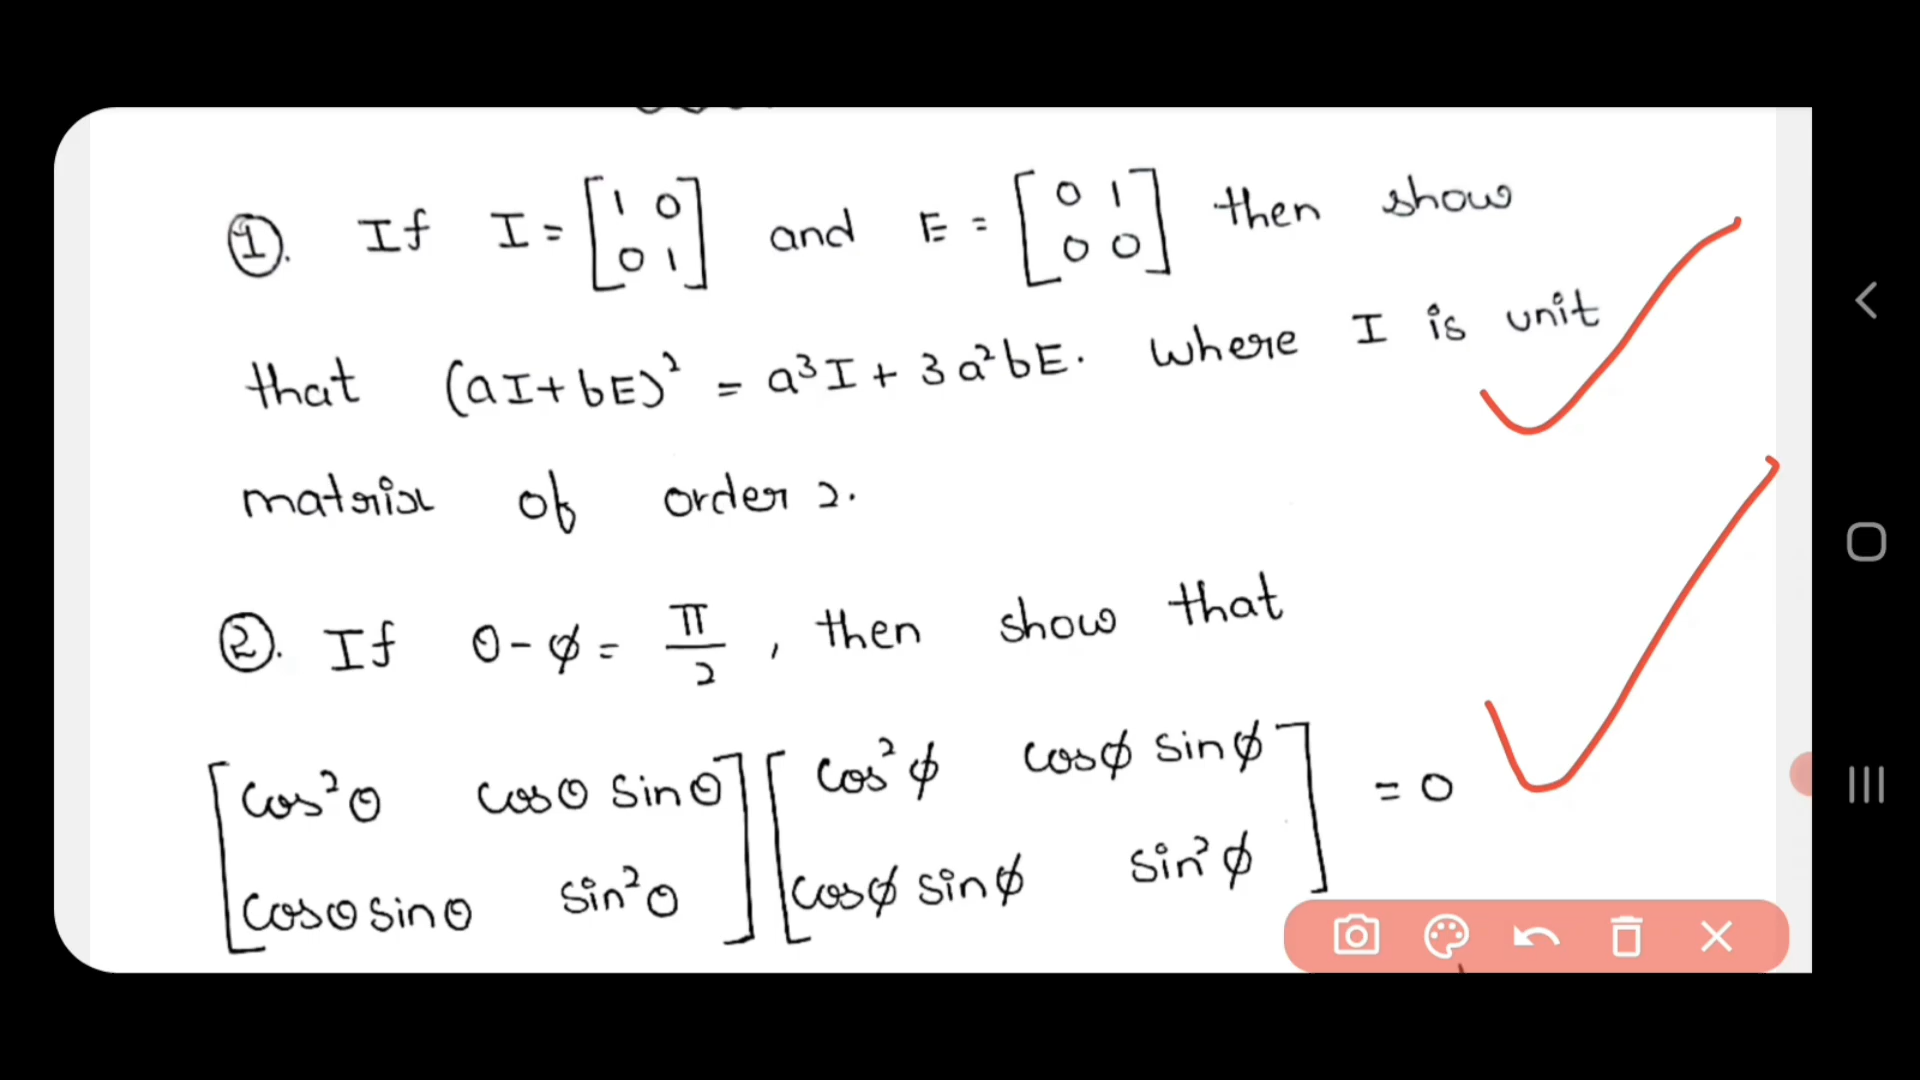 ①. If I = [1 0 0 1] and E = [0 1 0 0] then show
that (aI+bE)² = a³I + 3a²bE. Where I is unit
matrix of order 2.
②. If θ-ϕ = π/2, then show that
[cos²θ cosθ sinθ] [cos²ϕ cosϕ sinϕ] = 0
[cosθ sinθ sin²θ] [cosϕ sinϕ sin²ϕ]